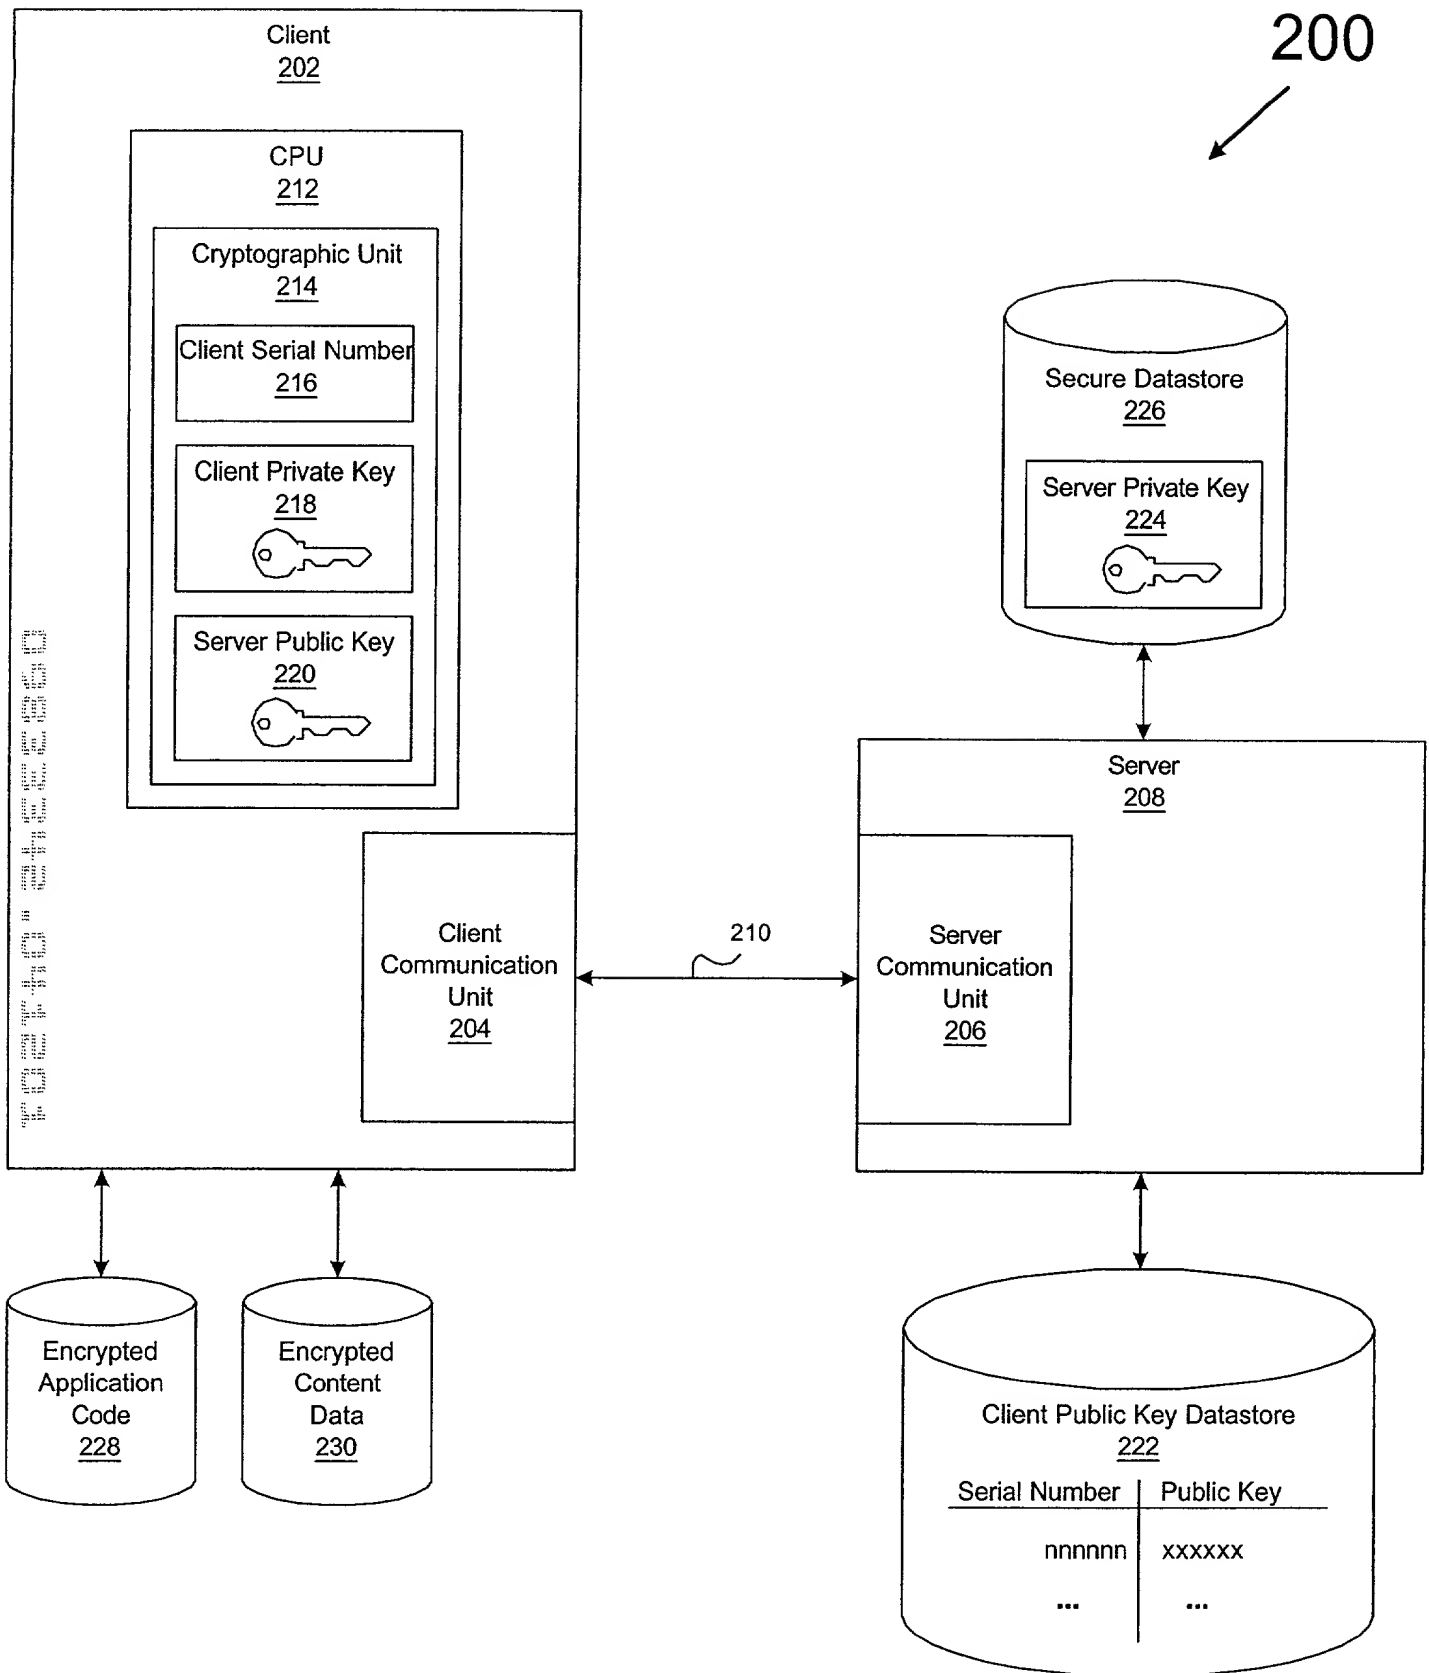 200
Client
202
CPU
212
Cryptographic Unit
214
Client Serial Number
216
Client Private Key
218
Server Public Key
220
Client
Communication
Unit
204
210
Secure Datastore
226
Server Private Key
224
Server
208
Server
Communication
Unit
206
Encrypted
Application
Code
228
Encrypted
Content
Data
230
Client Public Key Datastore
222
Serial Number Public Key
nnnnnn xxxxxx
... ...